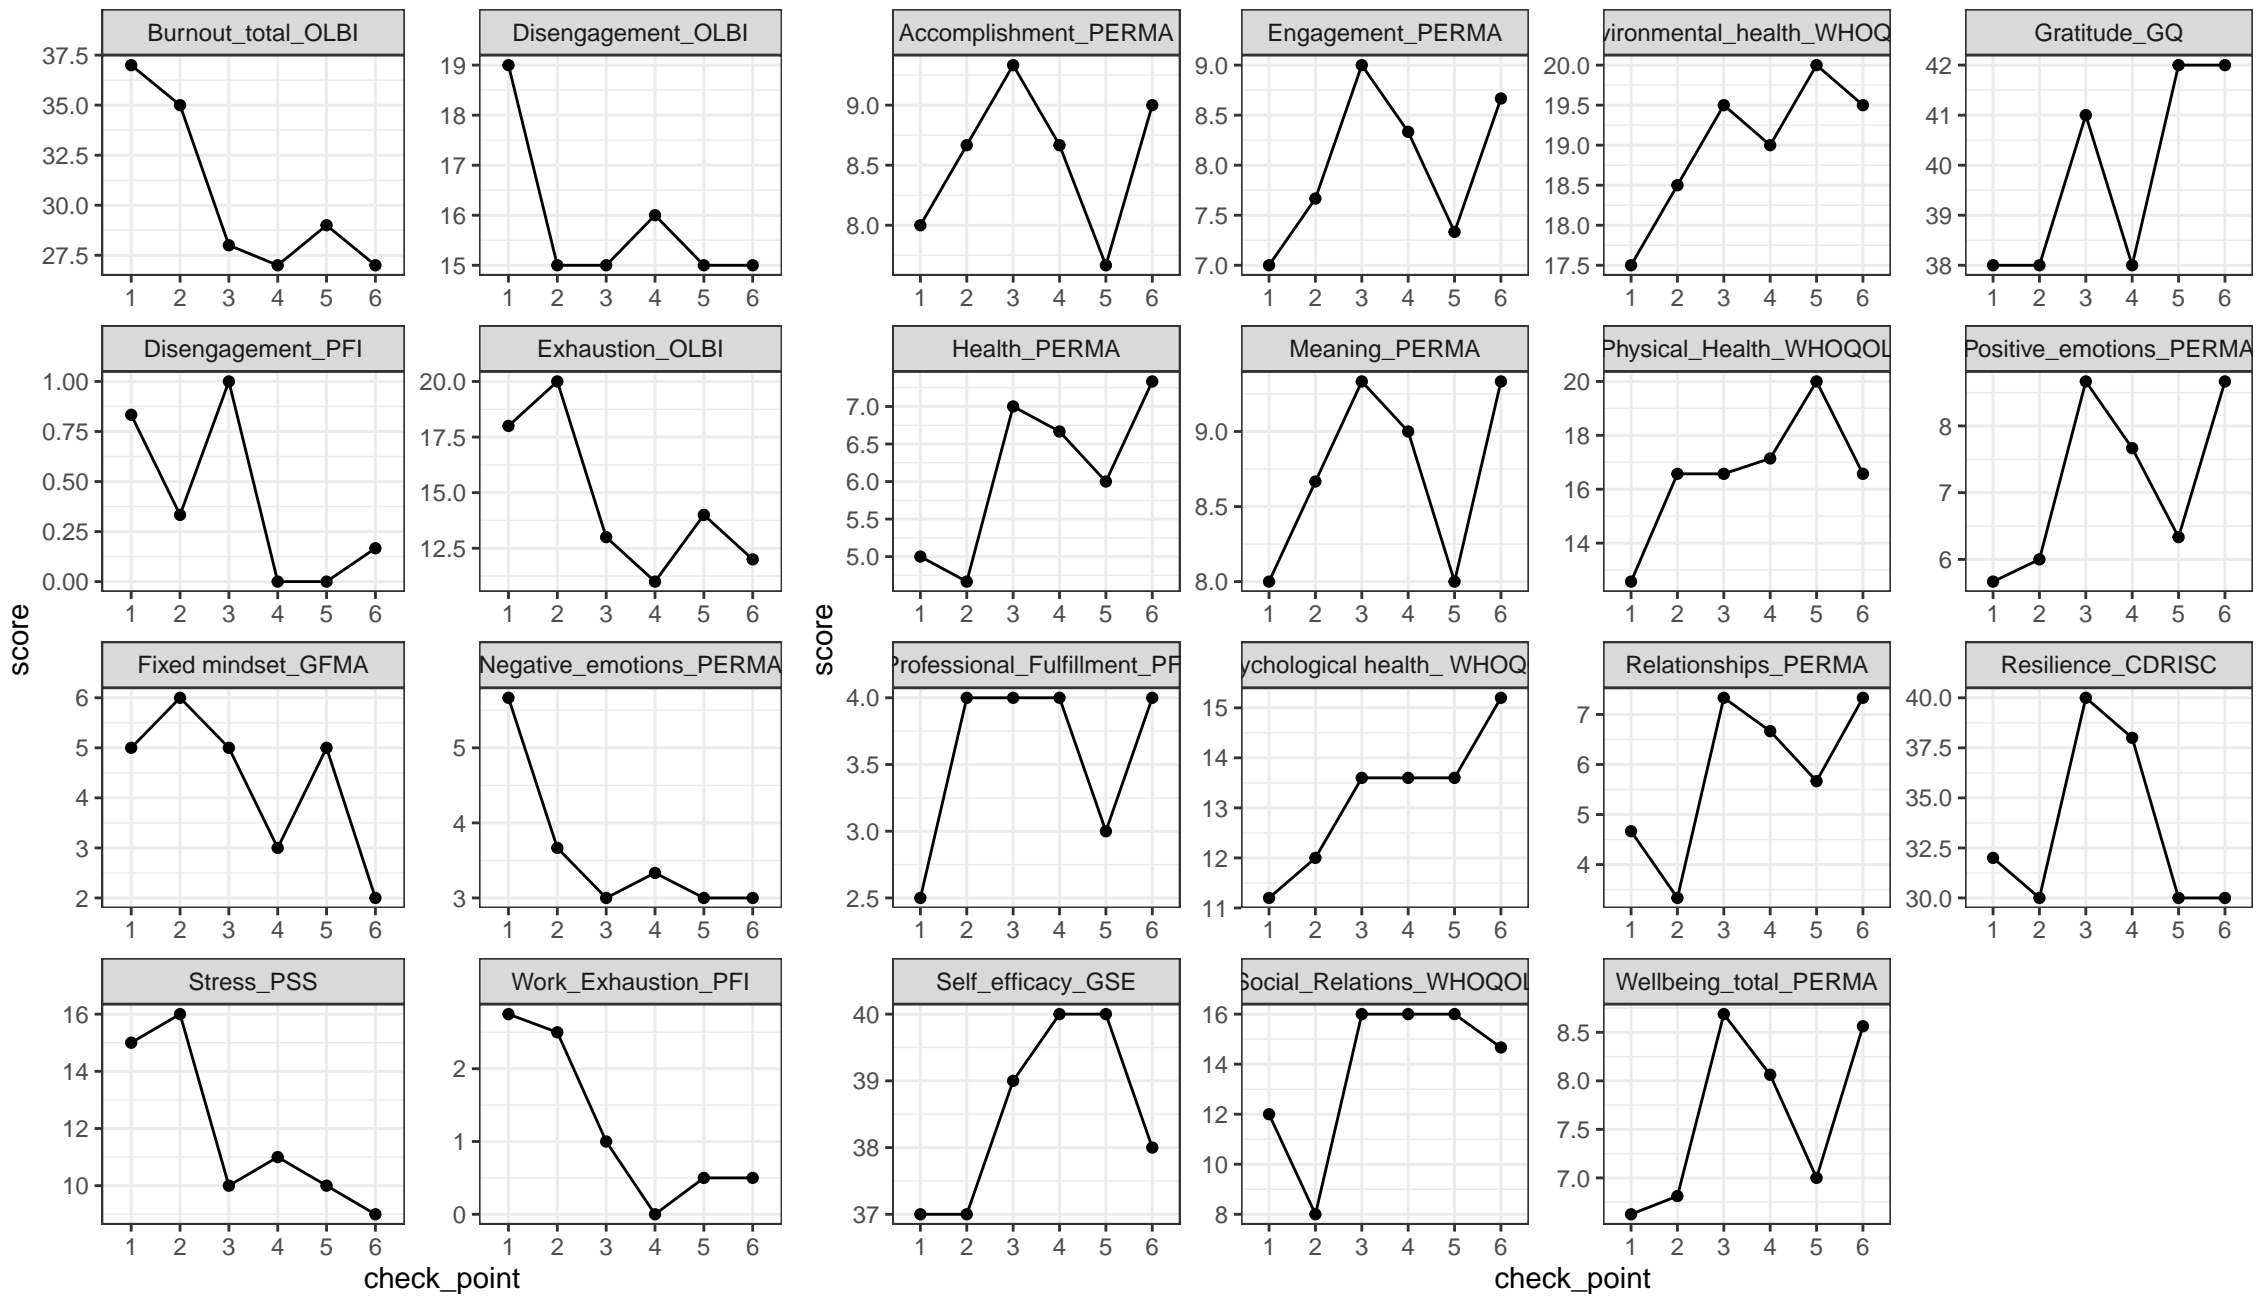 Burnout_total_OLBI
37.5
35.0
32.5
30.0
27.5
1 2 3 4 5 6
Disengagement_OLBI
19
18
17
16
15
1 2 3 4 5 6
Accomplishment_PERMA
9.0
8.5
8.0
1 2 3 4 5 6
Engagement_PERMA
9.0
8.5
8.0
7.5
7.0
1 2 3 4 5 6
vironmental_health_WHOQ
20.0
19.5
19.0
18.5
18.0
17.5
1 2 3 4 5 6
Gratitude_GQ
42
41
40
39
38
1 2 3 4 5 6
Disengagement_PFI
1.00
0.75
0.50
0.25
0.00
1 2 3 4 5 6
Exhaustion_OLBI
20.0
17.5
15.0
12.5
1 2 3 4 5 6
Health_PERMA
7.0
6.5
6.0
5.5
5.0
1 2 3 4 5 6
Meaning_PERMA
9.0
8.5
8.0
1 2 3 4 5 6
Physical_Health_WHOQOL
20
18
16
14
1 2 3 4 5 6
Positive_emotions_PERMA
8
7
6
1 2 3 4 5 6
score
score
Fixed mindset_GFMA
6
5
4
3
2
1 2 3 4 5 6
Negative_emotions_PERMA
5
4
3
1 2 3 4 5 6
Professional_Fulfillment_PF
4.0
3.5
3.0
2.5
1 2 3 4 5 6
ychological health_ WHOQ
15
14
13
12
11
1 2 3 4 5 6
Relationships_PERMA
7
6
5
4
1 2 3 4 5 6
Resilience_CDRISC
40.0
37.5
35.0
32.5
30.0
1 2 3 4 5 6
Stress_PSS
16
14
12
10
1 2 3 4 5 6
Work_Exhaustion_PFI
2
1
0
1 2 3 4 5 6
Self_efficacy_GSE
40
39
38
37
1 2 3 4 5 6
Social_Relations_WHOQOL
16
14
12
10
8
1 2 3 4 5 6
Wellbeing_total_PERMA
8.5
8.0
7.5
7.0
1 2 3 4 5 6
check_point
check_point